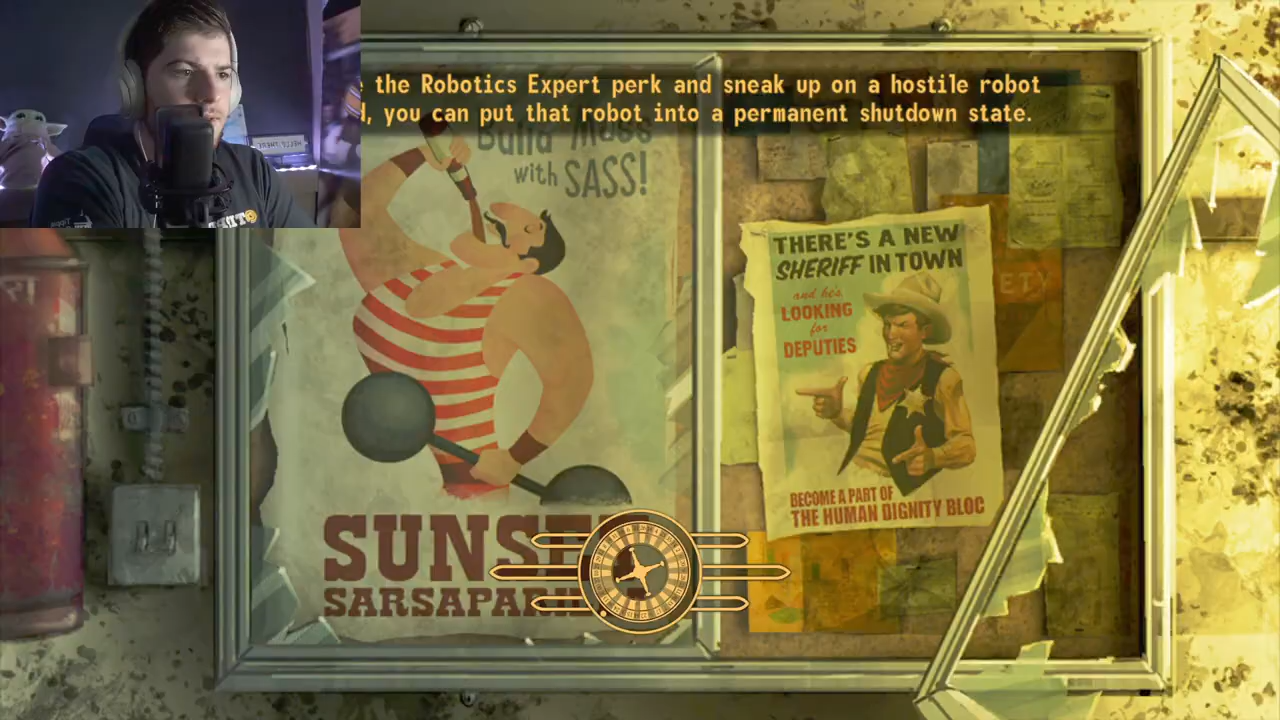 the Robotics Expert perk and sneak up on a hostile robot
, you can put that robot into a permanent shutdown state.
Build Mass
with SASS!
THERE'S A NEW
SHERIFF IN TOWN
and he's
LOOKING
for
DEPUTIES
BECOME A PART OF
THE HUMAN DIGNITY BLOC